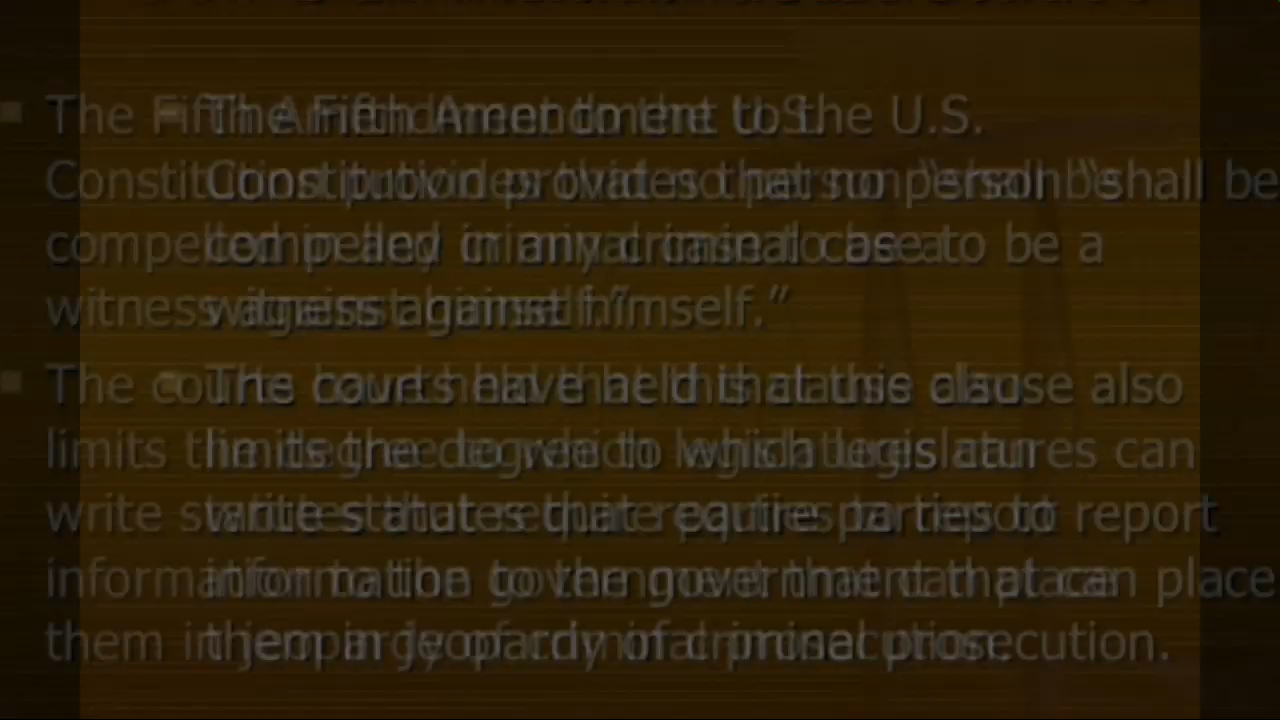 The Fifth Amendment to the U.S.
Constitution provides that no person “shall be
compelled in any criminal case to be a
witness against himself.”
The courts have held that this clause also
limits the degree to which legislatures can
write statutes that require parties to report
information to the government that can place
them in jeopardy of criminal prosecution.